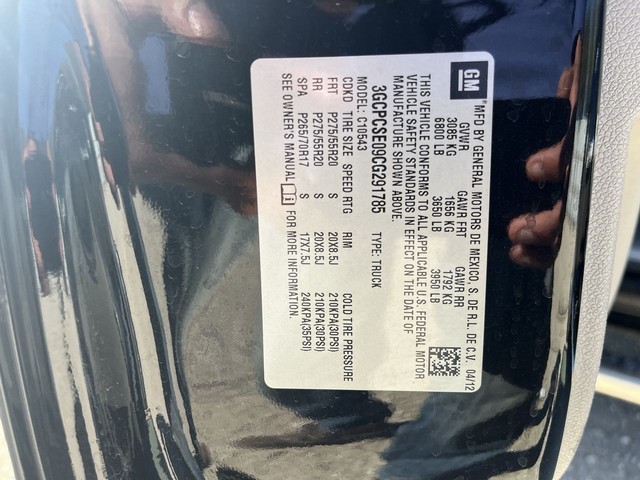 GM
MFD BY GENERAL MOTORS DE MEXICO, S. DE R.L. DE C.V. 04/12
GVWR GAWR FRT GAWR RR
3085 KG 1656 KG 1792 KG
6800 LB 3650 LB 3950 LB
THIS VEHICLE CONFORMS TO ALL APPLICABLE U.S. FEDERAL MOTOR
VEHICLE SAFETY STANDARDS IN EFFECT ON THE DATE OF
MANUFACTURE SHOWN ABOVE.
3GCPCSE09CG291785 TYPE: TRUCK
MODEL: C10543
CDKO TIRE SIZE SPEED RTG RIM COLD TIRE PRESSURE
FRT P275/55R20 S 20X8.5J 210KPA(30PSI)
RR P275/55R20 S 20X8.5J 210KPA(30PSI)
SPA P265/70R17 S 17X7.5J 240KPA(35PSI)
SEE OWNER'S MANUAL FOR MORE INFORMATION.